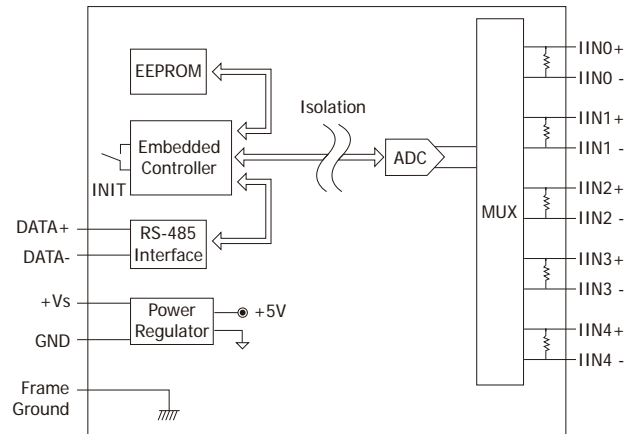 EEPROM
Isolation
Embedded
Controller
INIT
ADC
MUX
DATA+
DATA-
RS-485
Interface
+Vs
GND
Power
Regulator
+5V
Frame
Ground
IIN0+
IIN0 -
IIN1+
IIN1 -
IIN2+
IIN2 -
IIN3+
IIN3 -
IIN4+
IIN4 -